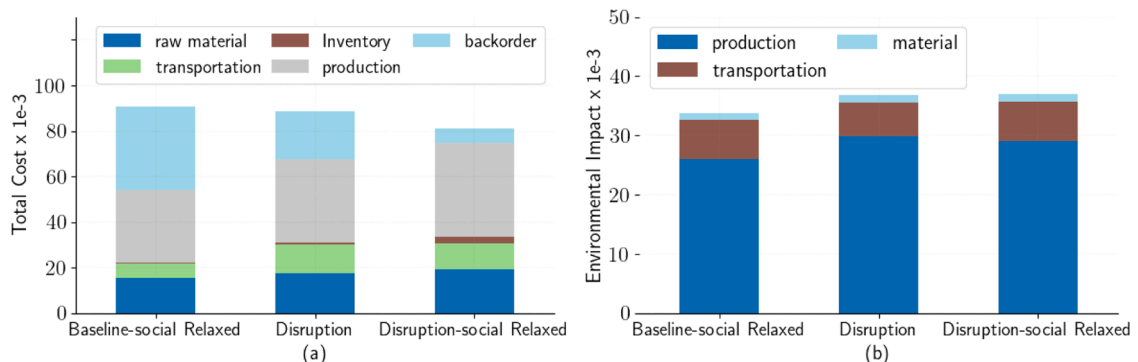 Total Cost x 1e-3
100
80
60
40
20
0
raw material
Inventory
backorder
transportation
production
Baseline-social Relaxed
Disruption
Disruption-social Relaxed
(a)
Environmental Impact x 1e-3
50
40
30
20
10
0
production
material
transportation
Baseline-social Relaxed
Disruption
Disruption-social Relaxed
(b)